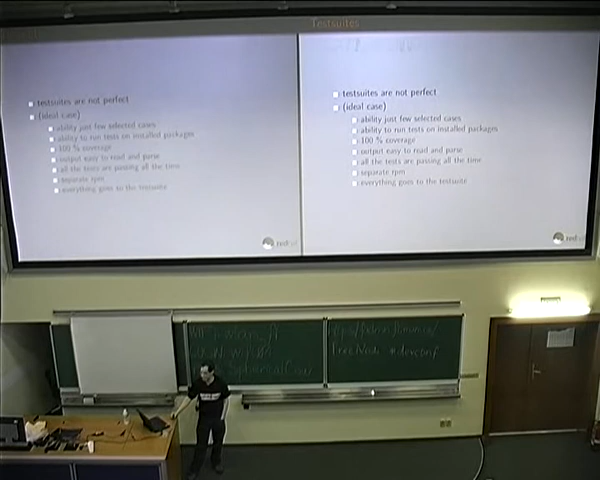 Testsuites
testsuites are not perfect
(ideal case)
ability just few selected cases
ability to run tests on installed packages
100 % coverage
output easy to read and parse
all the tests are passing all the time
separate rpm
everything goes to the testsuite
redhat
testsuites are not perfect
(ideal case)
ability just few selected cases
ability to run tests on installed packages
100 % coverage
output easy to read and parse
all the tests are passing all the time
separate rpm
everything goes to the testsuite
FreeNode #devconf